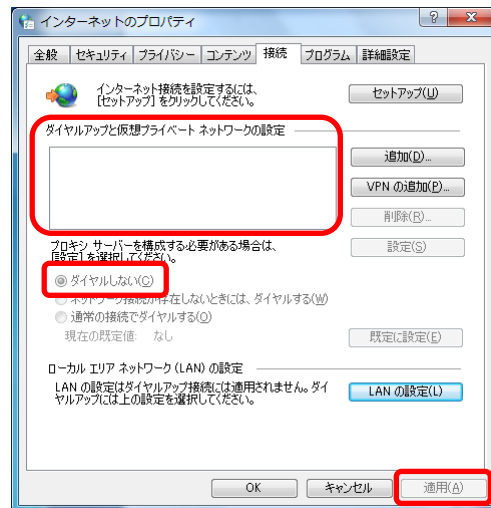 インターネットのプロパティ
全般 セキュリティ プライバシー コンテンツ 接続 プログラム 詳細設定
インターネット接続を設定するには、
[セットアップ] をクリックしてください。
セットアップ(U)
ダイヤルアップと仮想プライベート ネットワークの設定
追加(D)...
VPN の追加(P)...
削除(R)...
プロキシ サーバーを構成する必要がある場合は、
[設定] を選択してください。
設定(S)
ダイヤルしない(C)
ネットワーク接続が存在しないときには、ダイヤルする(W)
通常の接続でダイヤルする(O)
現在の既定値: なし
既定に設定(E)
ローカル エリア ネットワーク (LAN) の設定
LAN の設定はダイヤルアップ接続には適用されません。ダイ
ヤルアップには上の設定を選択してください。
LAN の設定(L)
OK キャンセル 適用(A)